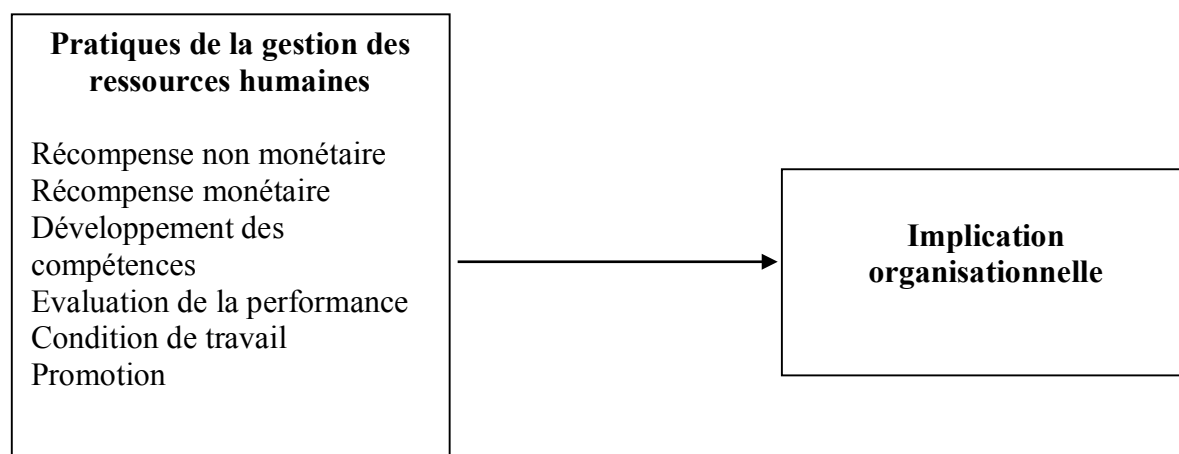 Pratiques de la gestion des
ressources humaines
Récompense non monétaire
Récompense monétaire
Développement des
compétences
Evaluation de la performance
Condition de travail
Promotion
Implication
organisationnelle